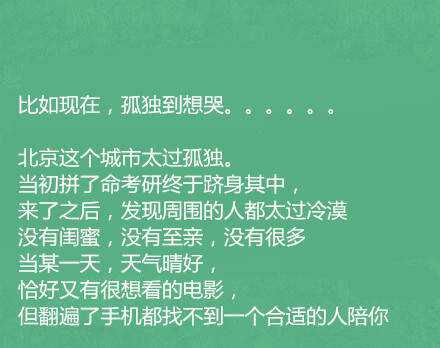 比如现在，孤独到想哭。。。。。。
北京这个城市太过孤独。
当初拼了命考研终于跻身其中，
来了之后，发现周围的人都太过冷漠
没有闺蜜，没有至亲，没有很多
当某一天，天气晴好，
恰好又有很想看的电影，
但翻遍了手机都找不到一个合适的人陪你